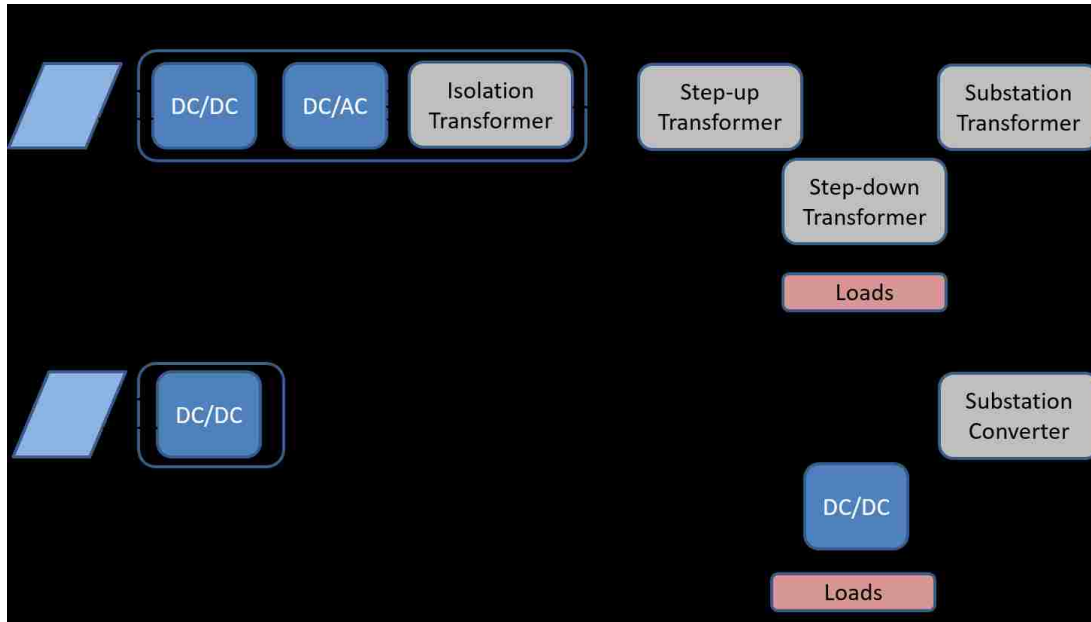 DC/DC
DC/AC
Isolation
Transformer
Step-up
Transformer
Substation
Transformer
Step-down
Transformer
Loads
DC/DC
Substation
Converter
DC/DC
Loads